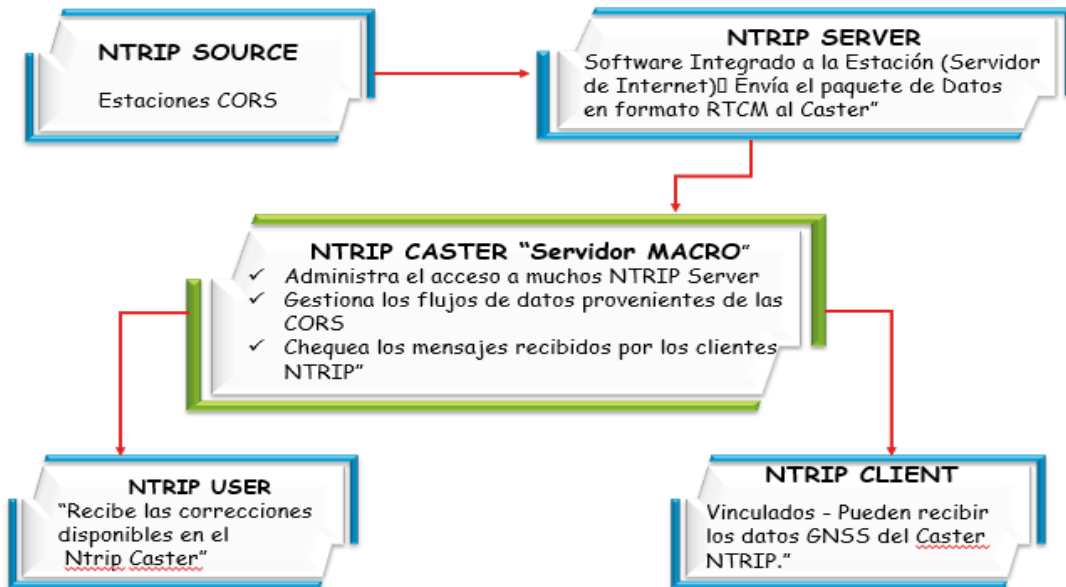 NTRIP SOURCE
Estaciones CORS
NTRIP SERVER
Software Integrado a la Estación (Servidor
de Internet)▯ Envía el paquete de Datos
en formato RTCM al Caster”
NTRIP CASTER “Servidor MACRO”
✓ Administra el acceso a muchos NTRIP Server
✓ Gestiona los flujos de datos provenientes de las
CORS
✓ Chequea los mensajes recibidos por los clientes
NTRIP”
NTRIP USER
“Recibe las correcciones
disponibles en el
Ntrip Caster”
NTRIP CLIENT
Vinculados - Pueden recibir
los datos GNSS del Caster
NTRIP.”